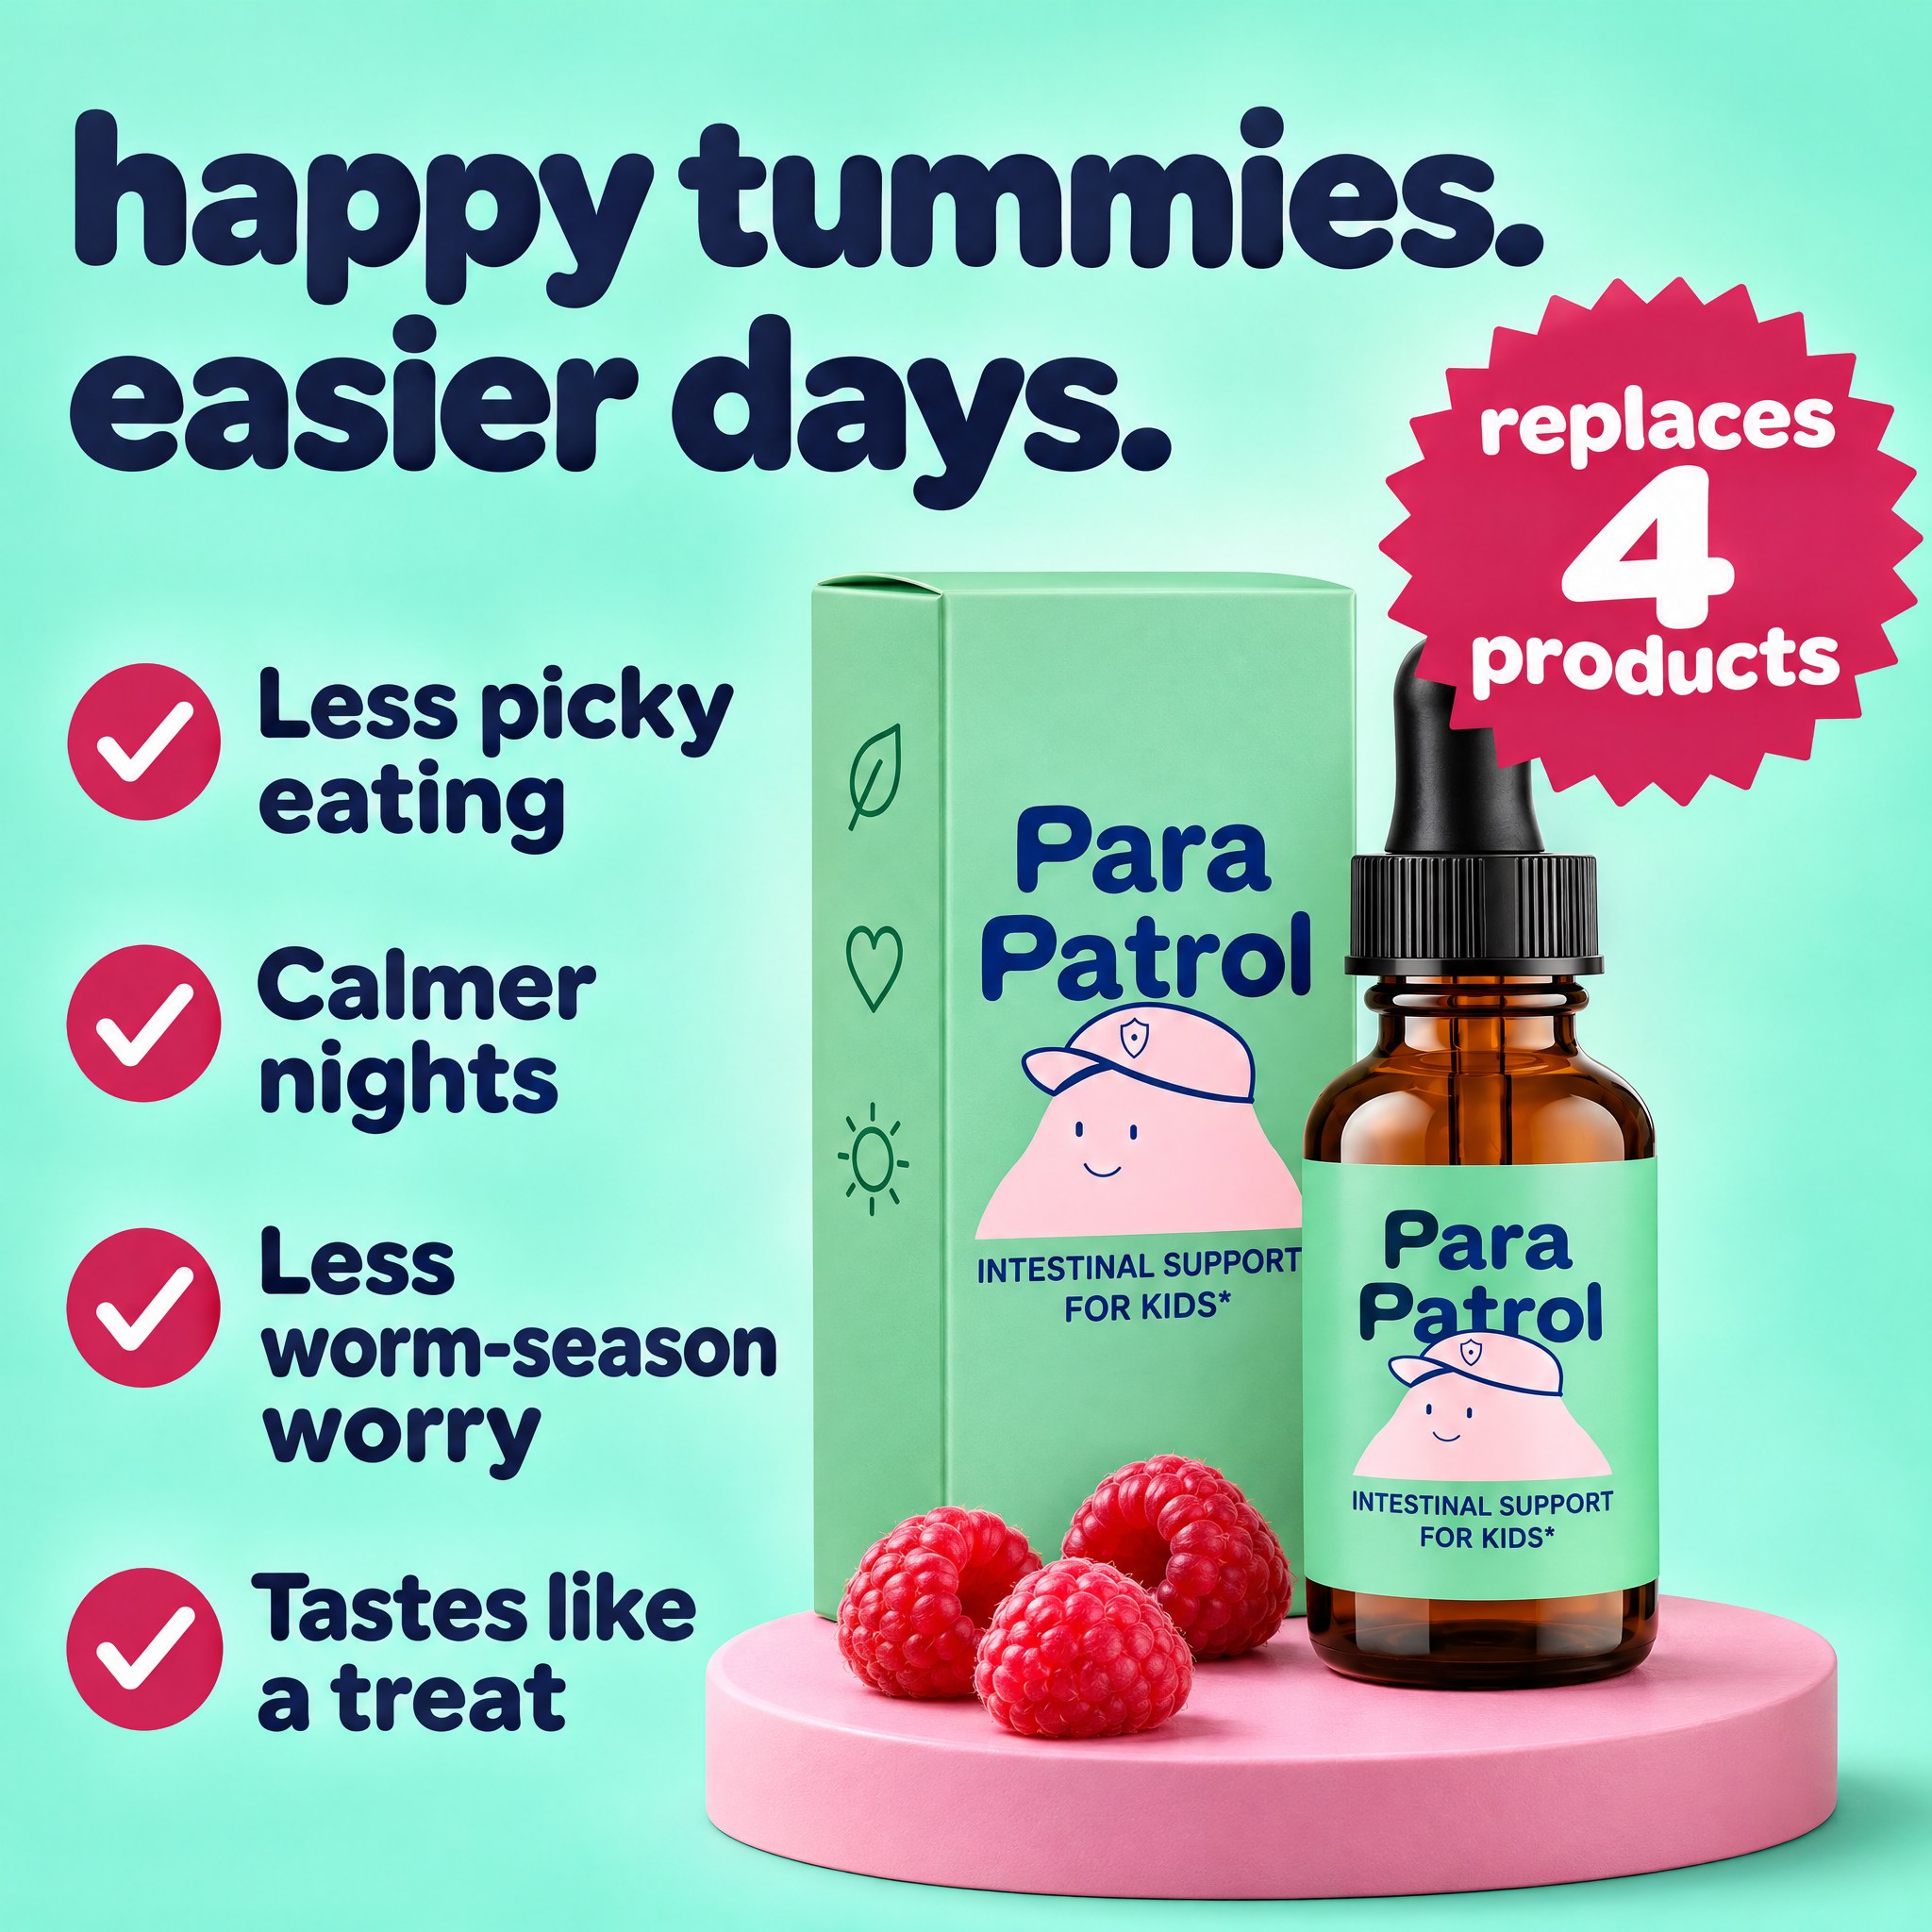 happy tummies.
easier days.
replaces
4
products
Less picky
eating
Calmer
nights
Less
worm-season
worry
Tastes like
a treat
Para
Patrol
INTESTINAL SUPPORT
FOR KIDS*
Para
Patrol
INTESTINAL SUPPORT
FOR KIDS*